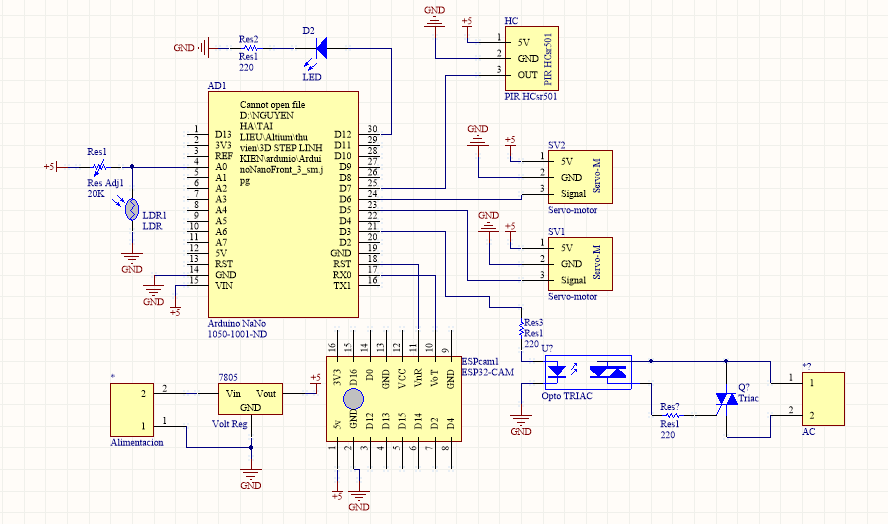 GND
Res2
Res1
220
D2
LED
GND
+5
HC
1
5V
2
GND
3
OUT
PIR HCsr501
PIR HCsr501
AD1
Cannot open file
D:\NGUYEN
HA\TAI
LIEU\Altium\thu
vien\3D STEP LINH
KIEN\ardunio\Ardui
noNanoFront_3_sm.j
pg
1
D13
2
3V3
3
REF
4
A0
5
A1
6
A2
7
A3
8
A4
9
A5
10
A6
11
A7
12
5V
13
RST
14
GND
15
VIN
30
D12
29
D11
28
D10
27
D9
26
D8
25
D7
24
D6
23
D5
22
D4
21
D3
20
D2
19
GND
18
RST
17
RX0
16
TX1
Arduino NaNo
1050-1001-ND
+5
Res1
Res Adj1
20K
LDR1
LDR
GND
GND
+5
GND
+5
SV2
1
5V
2
GND
3
Signal
Servo-M
Servo-motor
GND
+5
SV1
1
5V
2
GND
3
Signal
Servo-M
Servo-motor
Res3
Res1
220
U?
Opto TRIAC
GND
Res?
Res1
220
Q?
Triac
*?
1
1
2
2
AC
*
2
2
1
1
Alimentacion
7805
Vin
Vout
GND
Volt Reg
+5
GND
16
15
14
13
12
11
10
9
3V3
D16
D0
GND
VCC
VnR
VoT
GND
5v
GND
D12
D13
D15
D14
D2
D4
1
2
3
4
5
6
7
8
ESPcam1
ESP32-CAM
+5
GND